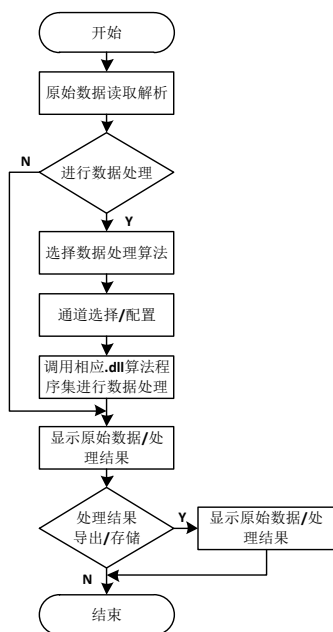 开始
原始数据读取解析
N
进行数据处理
Y
选择数据处理算法
通道选择/配置
调用相应.dll算法程
序集进行数据处理
显示原始数据/处
理结果
处理结果
导出/存储
Y
显示原始数据/处
理结果
N
结束